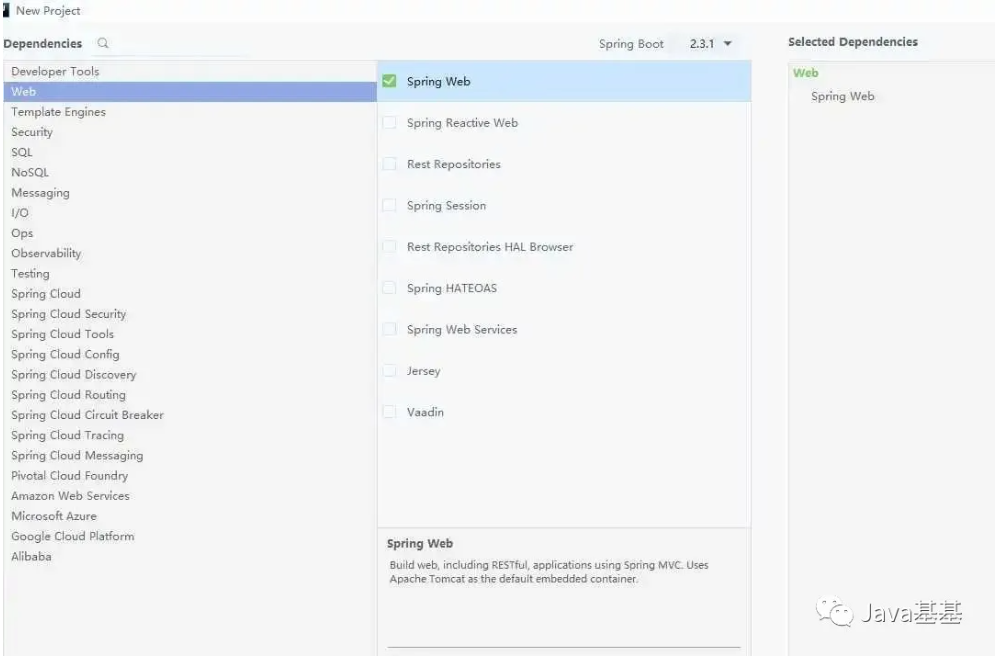 New Project
Dependencies
Spring Boot 2.3.1
Selected Dependencies
Developer Tools
Web
Template Engines
Security
SQL
NoSQL
Messaging
I/O
Ops
Observability
Testing
Spring Cloud
Spring Cloud Security
Spring Cloud Tools
Spring Cloud Config
Spring Cloud Discovery
Spring Cloud Routing
Spring Cloud Circuit Breaker
Spring Cloud Tracing
Spring Cloud Messaging
Pivotal Cloud Foundry
Amazon Web Services
Microsoft Azure
Google Cloud Platform
Alibaba
Spring Web
Spring Reactive Web
Rest Repositories
Spring Session
Rest Repositories HAL Browser
Spring HATEOAS
Spring Web Services
Jersey
Vaadin
Spring Web
Build web, including RESTful, applications using Spring MVC. Uses
Apache Tomcat as the default embedded container.
Web
Spring Web
Java基基